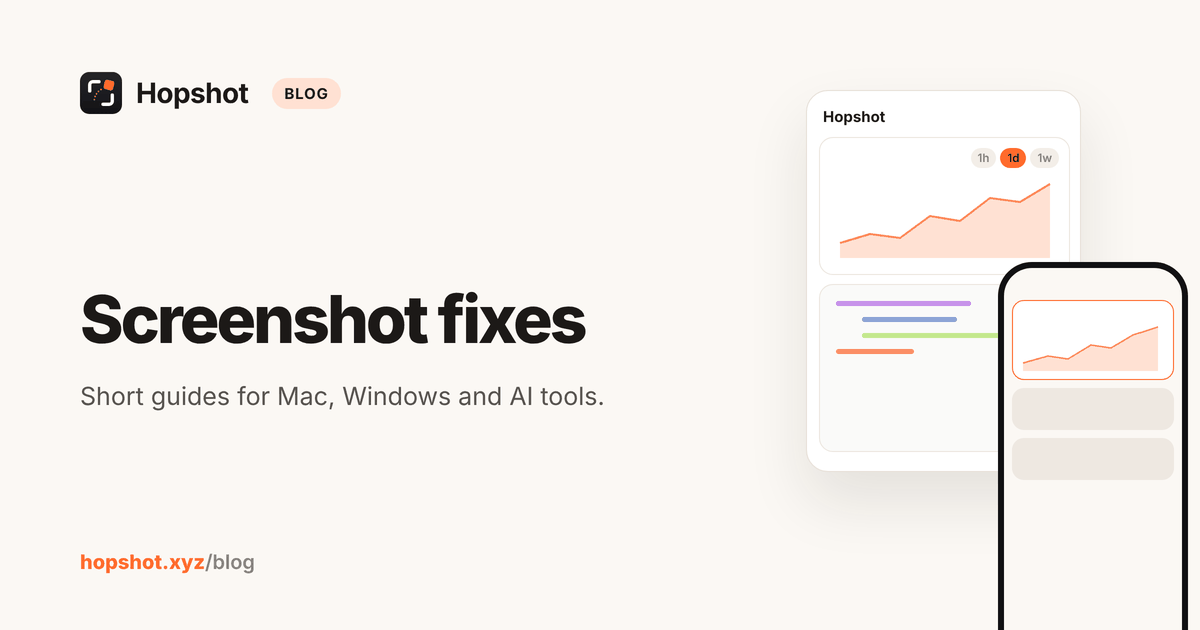 Hopshot BLOG
Screenshot fixes
Short guides for Mac, Windows and AI tools.
hopshot.xyz/blog
Hopshot
1h 1d 1w